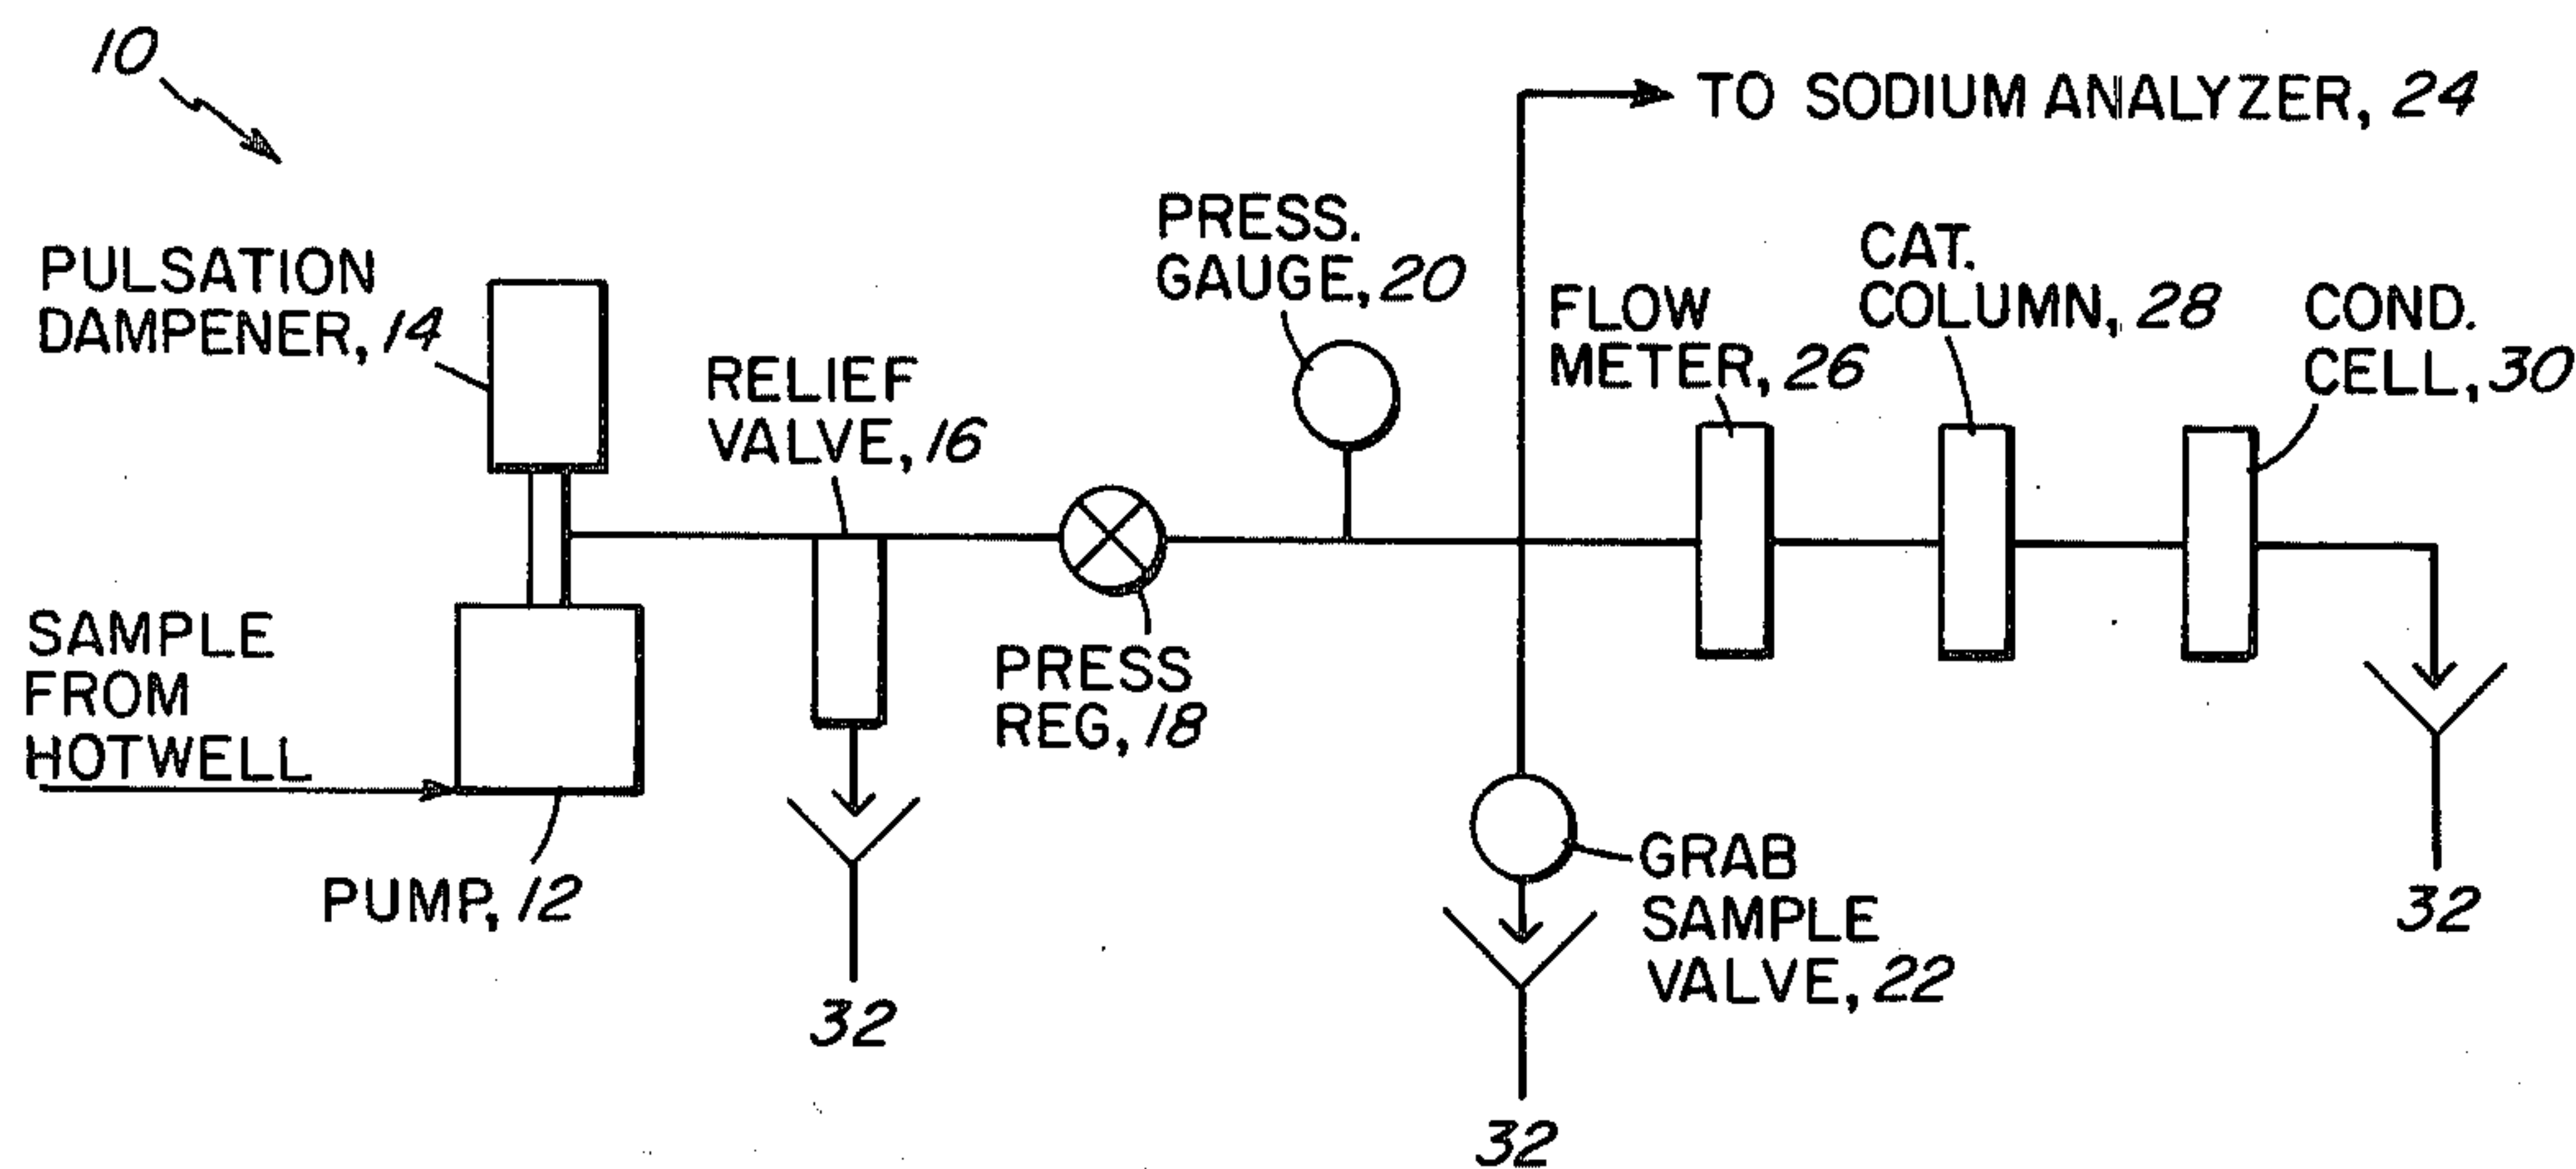 10
TO SODIUM ANALYZER, 24
PULSATION
DAMPENER, 14
RELIEF
VALVE, 16
PRESS.
GAUGE, 20
FLOW
METER, 26
CAT.
COLUMN, 28
COND.
CELL, 30
SAMPLE
FROM
HOTWELL
PUMP, 12
PRESS
REG, 18
GRAB
SAMPLE
VALVE, 22
32
32
32